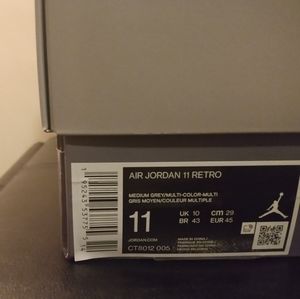 AIR JORDAN 11 RETRO
MEDIUM GREY/MULTI-COLOR-MULTI
GRIS MOYEN/COULEUR MULTIPLE
11
UK 10
cm 29
BR 43
EUR 45
JORDAN.COM
CT8012 005